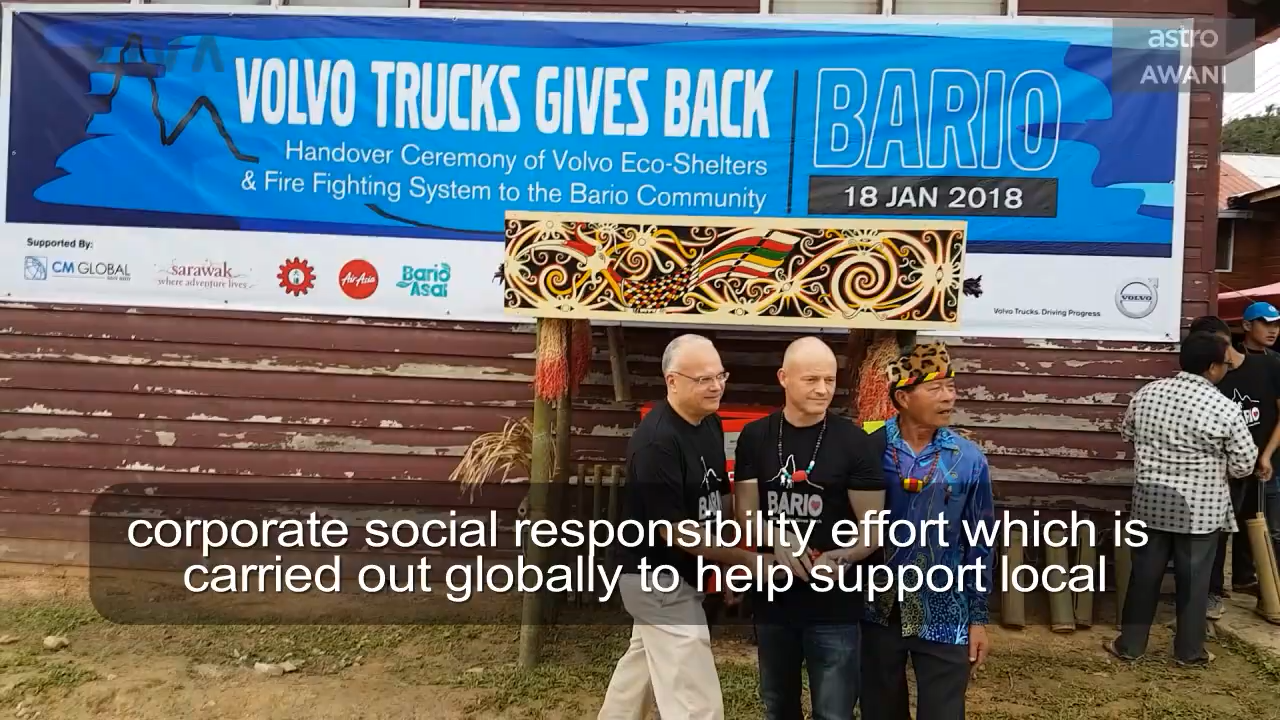 astro
AWANI
VOLVO TRUCKS GIVES BACK
BARIO
Handover Ceremony of Volvo Eco-Shelters
& Fire Fighting System to the Bario Community
18 JAN 2018
Supported By:
CM GLOBAL
sarawak
where adventure lives
AirAsia
Bario
Asal
Volvo Trucks. Driving Progress
VOLVO
BARIO
corporate social responsibility effort which is
carried out globally to help support local